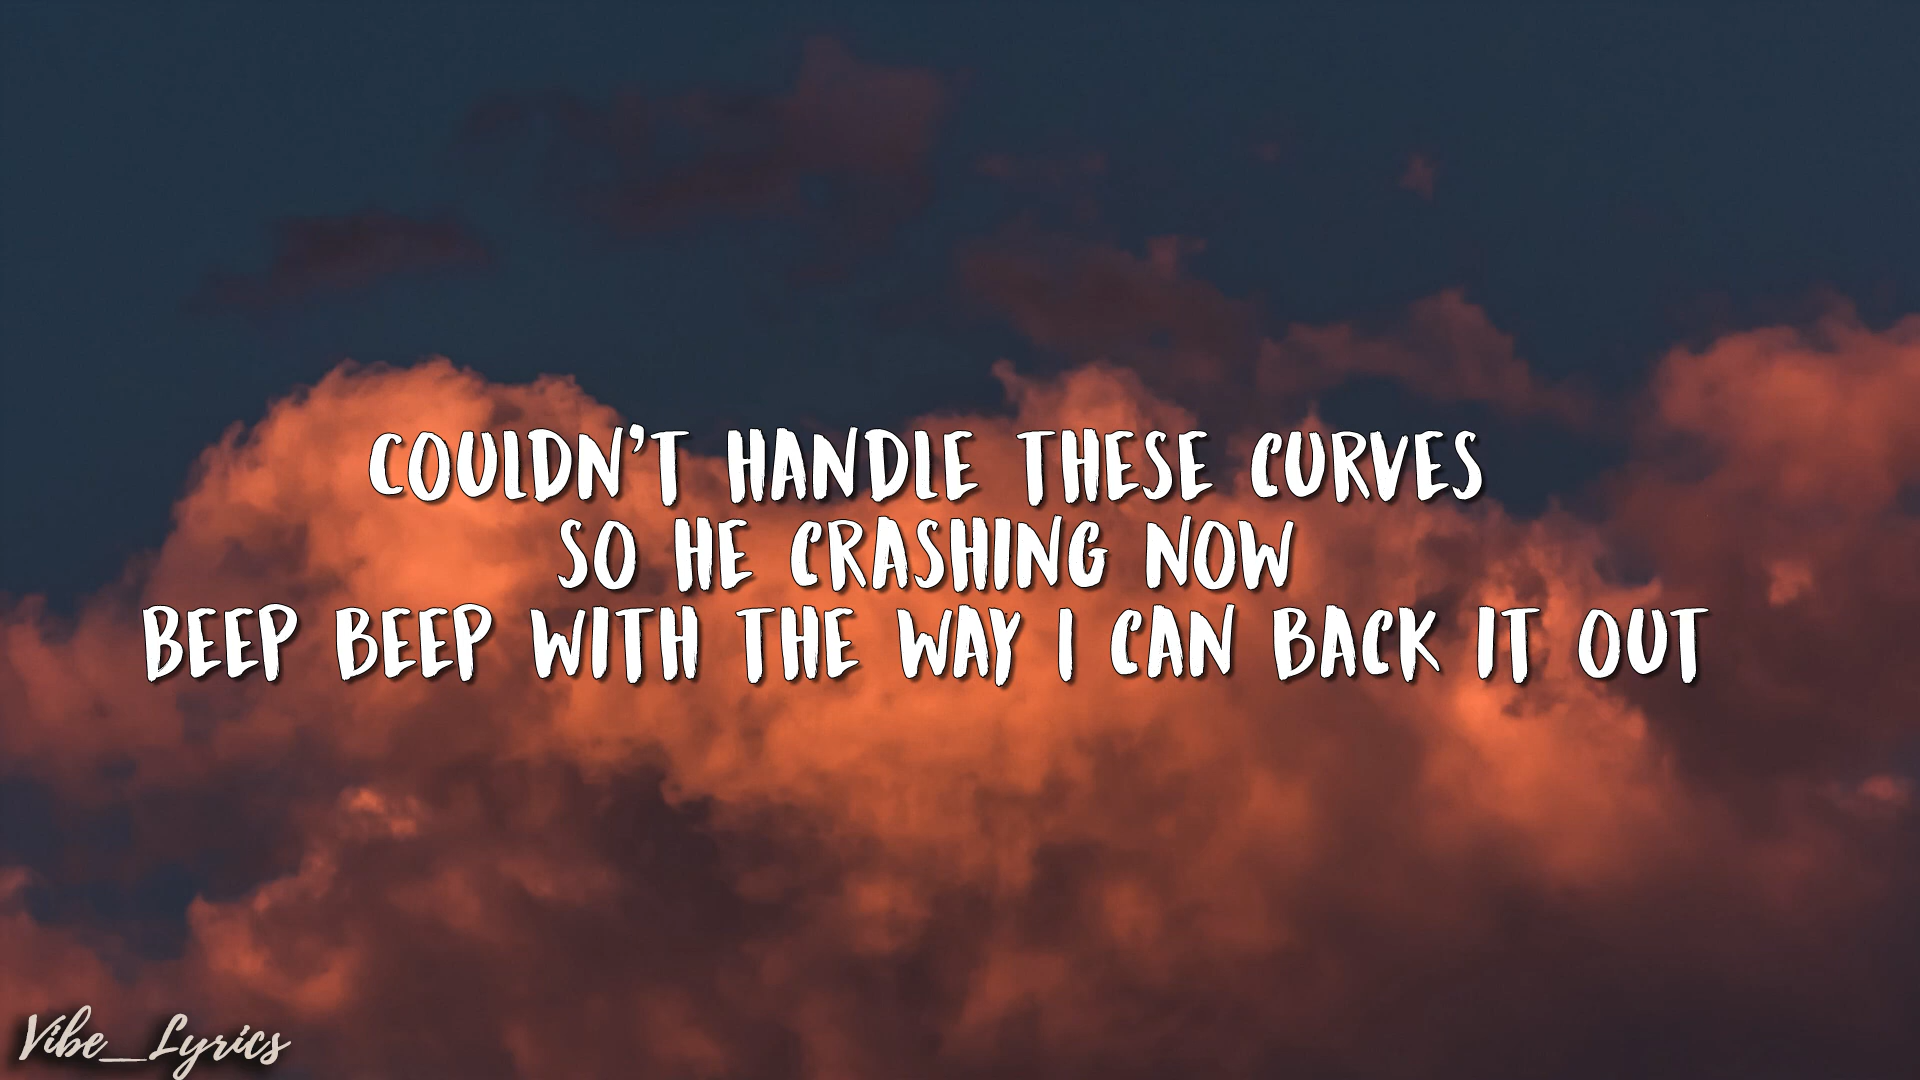 COULDN'T HANDLE THESE CURVES
SO HE CRASHING NOW
BEEP BEEP WITH THE WAY I CAN BACK IT OUT
Vibe_Lyrics